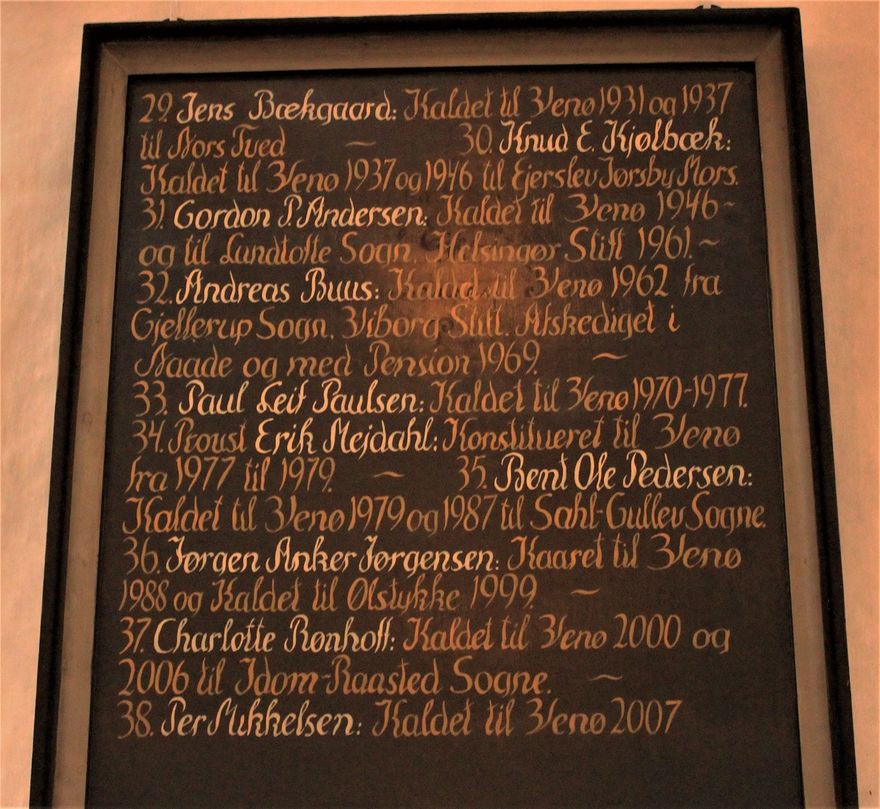 29. Jens Bækgaard: Kaldet til Venø 1931 og 1937
til Nors Tved ~ 30. Knud E. Kjølbæk:
Kaldet til Venø 1937 og 1946 til Ejerslev Jørsby Mors.
31. Gordon P. Andersen: Kaldet til Venø 1946-
og til Lundtofte Sogn, Helsingør Stift 1961. ~
32. Andreas Buus: Kaldet til Venø 1962 fra
Gjellerup Sogn, Viborg Stift. Afskediget i
Naade og med Pension 1969. ~
33. Paul Leif Paulsen: Kaldet til Venø 1970-1977.
34. Proust Erik Mejdahl: Konstitueret til Venø
fra 1977 til 1979. ~ 35. Bent Ole Pedersen:
Kaldet til Venø 1979 og 1987 til Sahl-Gullev Sogne.
36. Jørgen Anker Jørgensen: Kaaret til Venø
1988 og Kaldet til Ølstykke 1999. ~
37. Charlotte Rønhoff: Kaldet til Venø 2000 og
2006 til Idom-Raasted Sogne. ~
38. Per Mikkelsen: Kaldet til Venø 2007